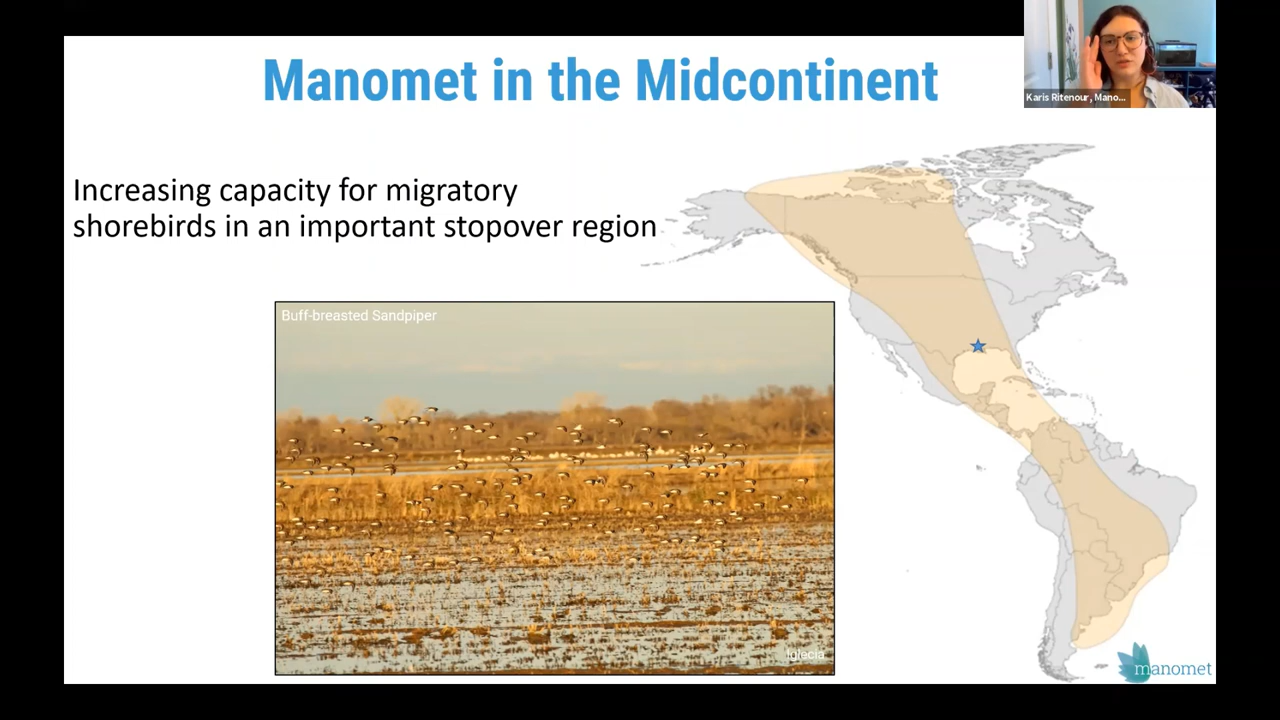 Manomet in the Midcontinent
Karis Ritenour, Mano...
Increasing capacity for migratory
shorebirds in an important stopover region
Buff-breasted Sandpiper
Iglecia
manomet